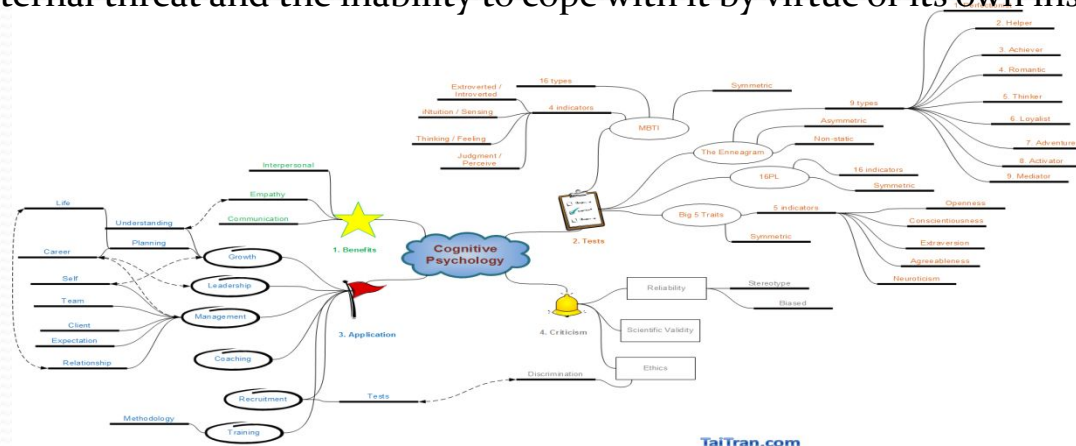 ternal threat and the inability to cope with it by virtue of its own ins
2. Helper
3. Achiever
4. Romantic
5. Thinker
6. Loyalist
7. Adventure
8. Activator
9. Mediator
9 types
Asymmetric
Non-static
The Enneagram
16 types
Symmetric
Extroverted /
Introverted
4 indicators
/ Sensing
Thinking / Feeling
Judgment /
Perceive
MBTI
16PL
16 indicators
Symmetric
Big 5 Traits
5 indicators
Symmetric
Openness
Conscientiousness
Extraversion
Agreeableness
Neuroticism
2. Tests
Interpersonal
Empathy
Communication
1. Benefits
Cognitive
Psychology
Life
Understanding
Career
Planning
Self
Team
Client
Expectation
Relationship
Growth
Leadership
Management
Coaching
Recruitment
Training
Methodology
Tests
3. Application
4. Criticism
Reliability
Stereotype
Biased
Scientific Validity
Ethics
Discrimination
TaiTran.com